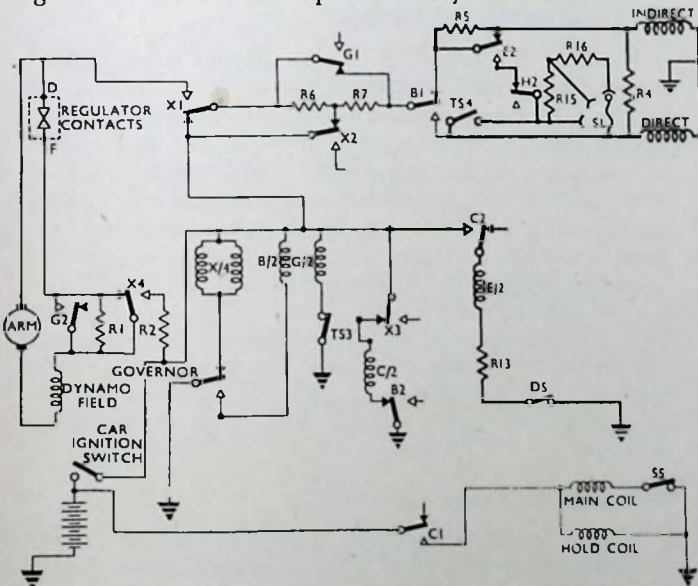 INDIRECT
R5
G1
E2
R16
D
REGULATOR
CONTACTS
F
X1
R6
R7
B1
TS4
H2
R15
SL
R4
X2
DIRECT
C2
X/4
B/2
G/2
E/2
X4
G2
R1
R2
ARM
TS3
X3
GOVERNOR
C/2
R13
DYNAMO
FIELD
B2
DS
CAR
IGNITION
SWITCH
SS
MAIN COIL
C1
HOLD COIL